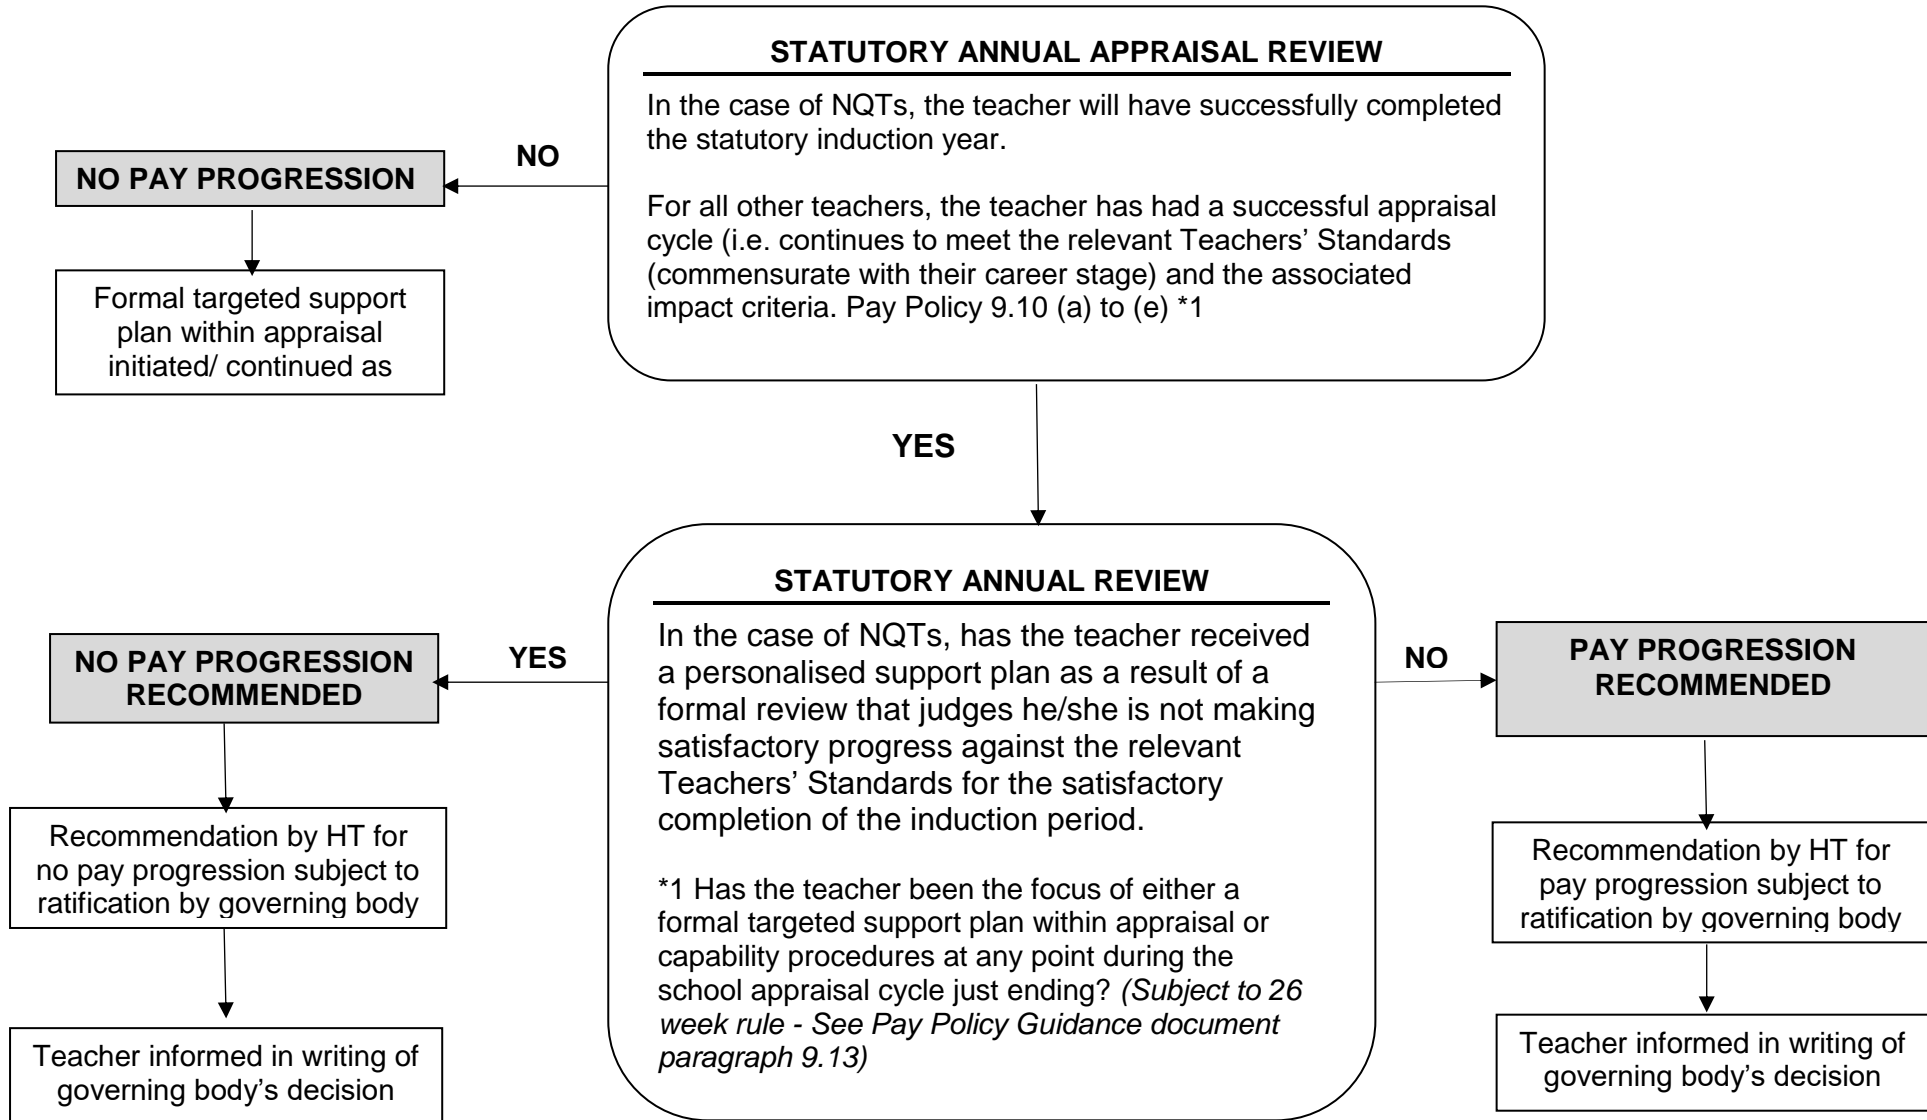 STATUTORY ANNUAL APPRAISAL REVIEW
In the case of NQTs, the teacher will have successfully completed
the statutory induction year.
For all other teachers, the teacher has had a successful appraisal
cycle (i.e. continues to meet the relevant Teachers’ Standards
(commensurate with their career stage) and the associated
impact criteria. Pay Policy 9.10 (a) to (e) *1
NO
NO PAY PROGRESSION
Formal targeted support
plan within appraisal
initiated/ continued as
YES
STATUTORY ANNUAL REVIEW
In the case of NQTs, has the teacher received
a personalised support plan as a result of a
formal review that judges he/she is not making
satisfactory progress against the relevant
Teachers’ Standards for the satisfactory
completion of the induction period.
*1 Has the teacher been the focus of either a
formal targeted support plan within appraisal or
capability procedures at any point during the
school appraisal cycle just ending? (Subject to 26
week rule - See Pay Policy Guidance document
paragraph 9.13)
YES
NO PAY PROGRESSION
RECOMMENDED
Recommendation by HT for
no pay progression subject to
ratification by governing body
Teacher informed in writing of
governing body’s decision
NO
PAY PROGRESSION
RECOMMENDED
Recommendation by HT for
pay progression subject to
ratification by governing body
Teacher informed in writing of
governing body’s decision